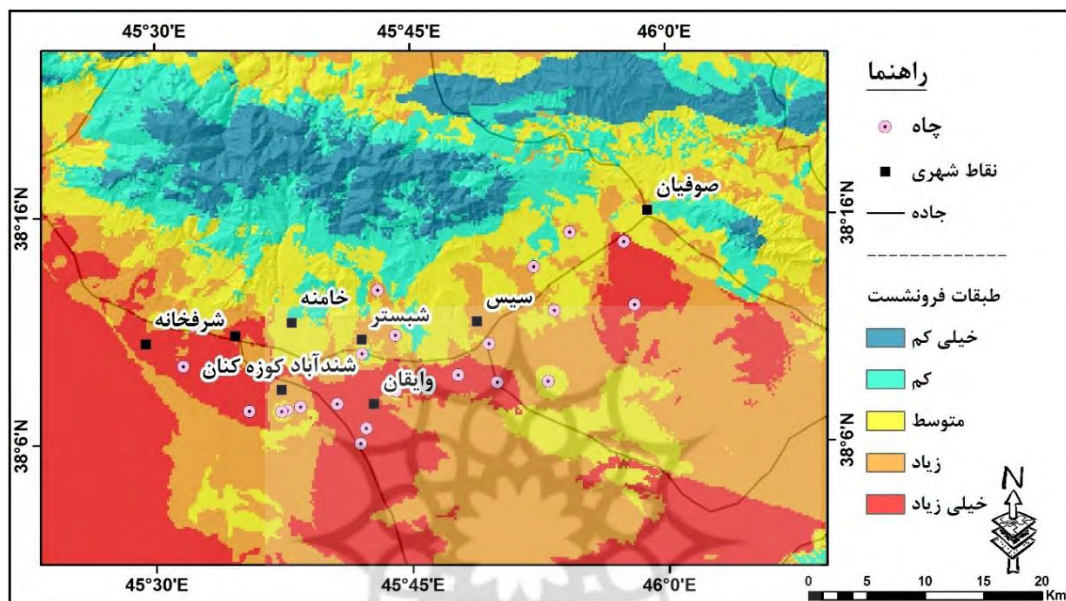 45°30'E 45°45'E 46°0'E
38°16'N 38°16'N
38°6'N 38°6'N
صوفیان
خامنه
سیس
شبستر
شرفخانه
شندآباد کوزه کنان
وایقان
45°30'E 45°45'E 46°0'E
راهنما
چاه
نقاط شهری
جاده
طبقات فرونشست
خیلی کم
کم
متوسط
زیاد
خیلی زیاد
N
0 5 10 15 20
Km